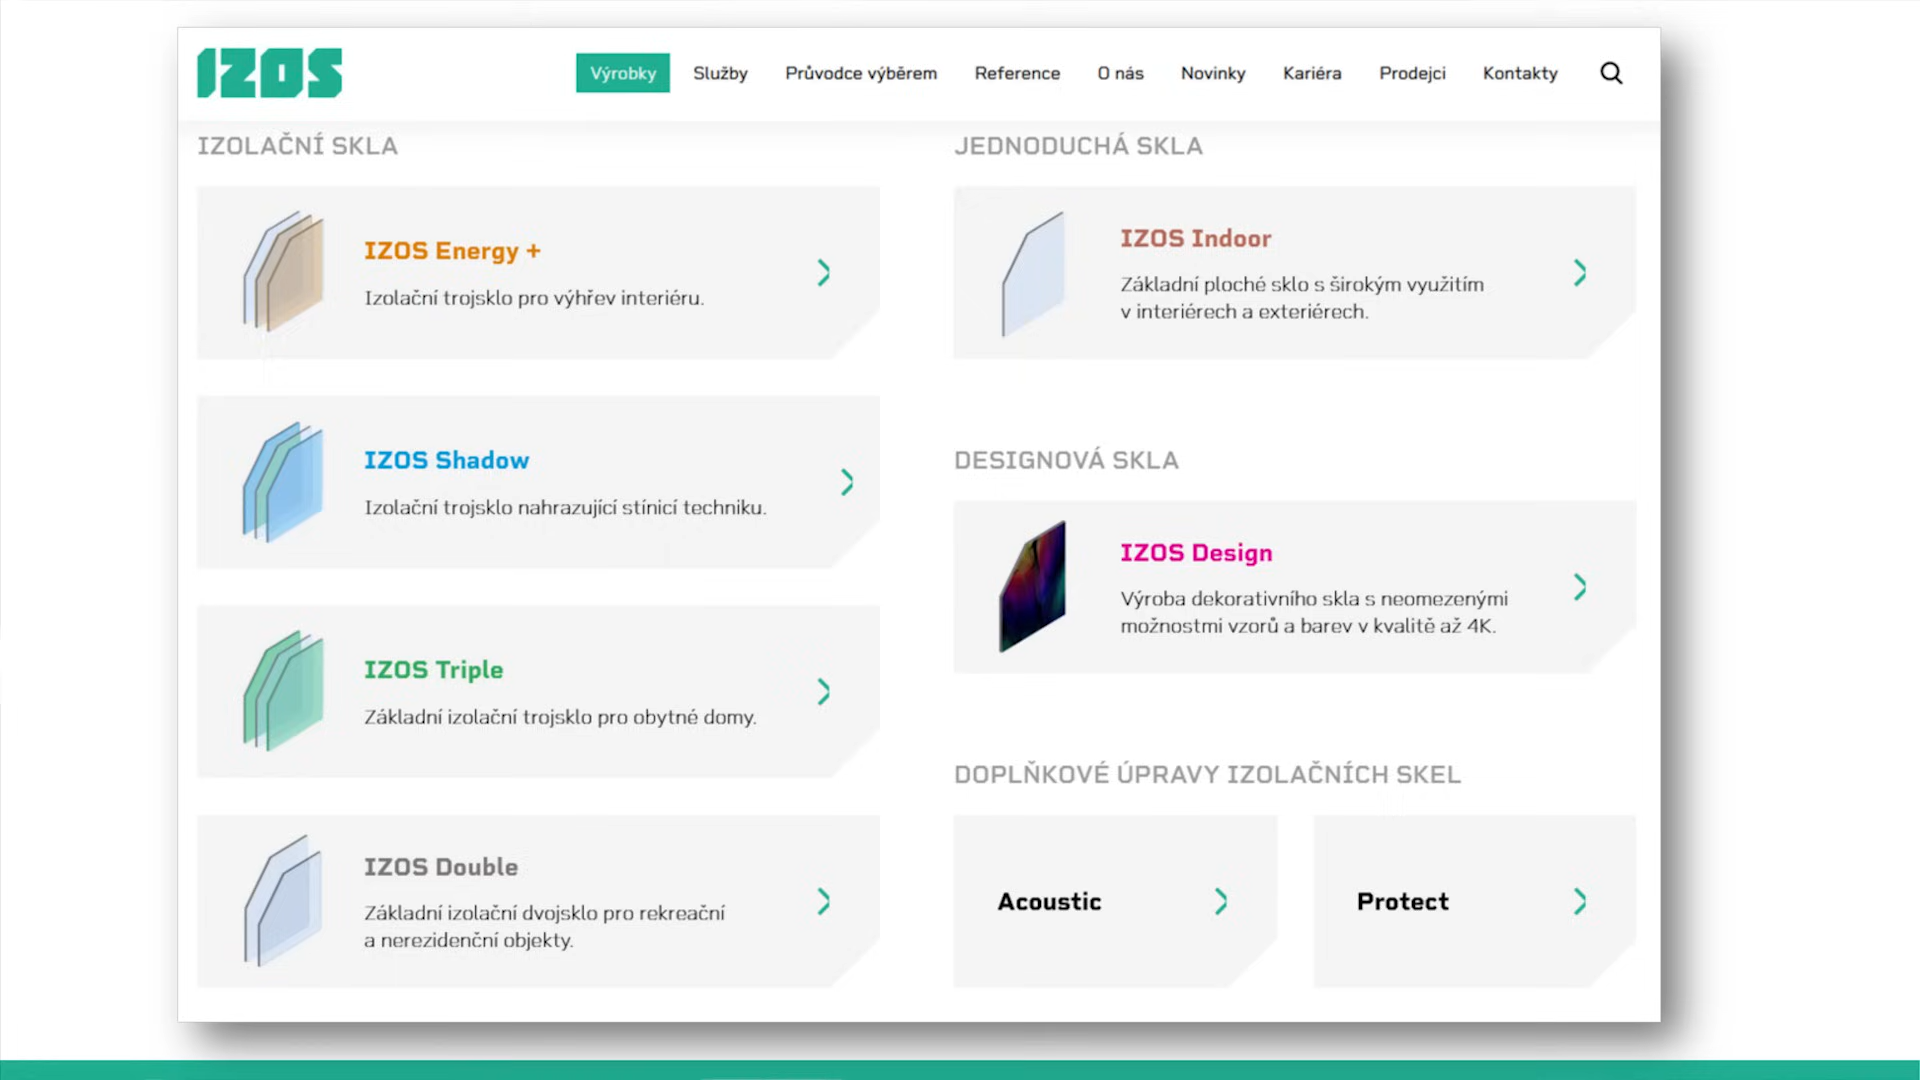 IZOS
Výrobky
Služby
Průvodce výběrem
Reference
O nás
Novinky
Kariéra
Prodejci
Kontakty
IZOLAČNÍ SKLA
IZOS Energy +
Izolační trojsklo pro výhřev interiéru.
IZOS Shadow
Izolační trojsklo nahrazující stínicí techniku.
IZOS Triple
Základní izolační trojsklo pro obytné domy.
IZOS Double
Základní izolační dvojsklo pro rekreační
a nerezidenční objekty.
JEDNODUCHÁ SKLA
IZOS Indoor
Základní ploché sklo s širokým využitím
v interiérech a exteriérech.
DESIGNOVÁ SKLA
IZOS Design
Výroba dekorativního skla s neomezenými
možnostmi vzorů a barev v kvalitě až 4K.
DOPLŇKOVÉ ÚPRAVY IZOLAČNÍCH SKEL
Acoustic
Protect